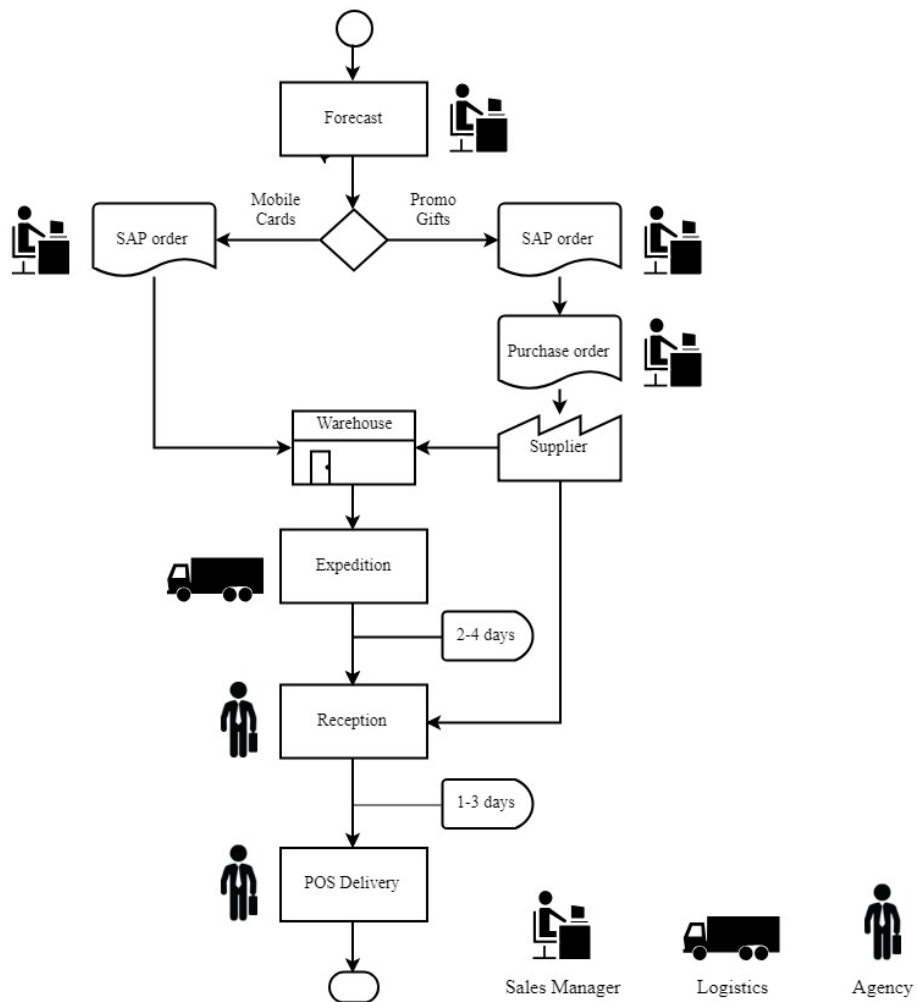 Forecast
Mobile
Cards
Promo
Gifts
SAP order
SAP order
Purchase order
Warehouse
Supplier
Expedition
2-4 days
Reception
1-3 days
POS Delivery
Sales Manager
Logistics
Agency